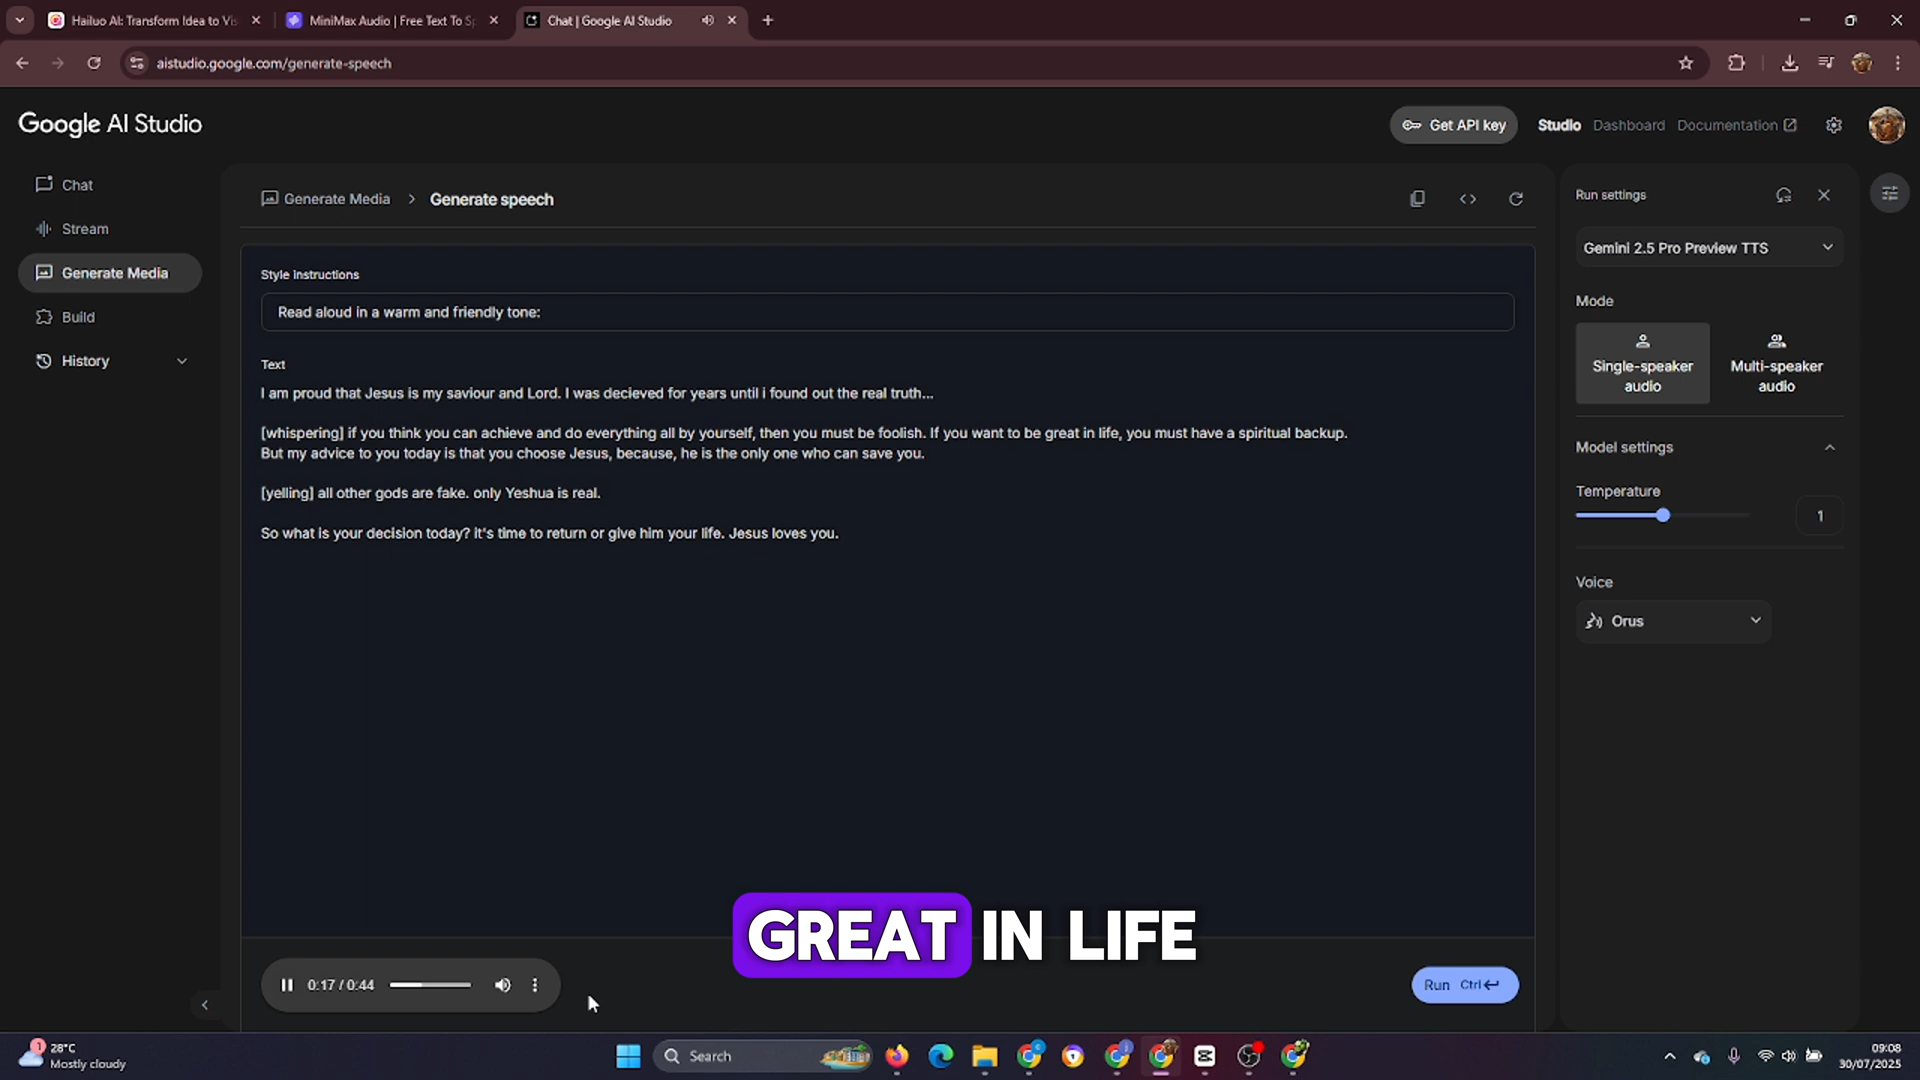 Hailuo AI: Transform Idea to Vis
MiniMax Audio | Free Text To Sp
Chat | Google AI Studio
aistudio.google.com/generate-speech
Google AI Studio
Get API key
Studio
Dashboard
Documentation
Chat
Stream
Generate Media
Build
History
Generate Media > Generate speech
Style instructions
Read aloud in a warm and friendly tone:
Text
I am proud that Jesus is my saviour and Lord. I was decieved for years until i found out the real truth...
[whispering] if you think you can achieve and do everything all by yourself, then you must be foolish. If you want to be great in life, you must have a spiritual backup.
But my advice to you today is that you choose Jesus, because, he is the only one who can save you.
[yelling] all other gods are fake. only Yeshua is real.
So what is your decision today? it's time to return or give him your life. Jesus loves you.
Run settings
Gemini 2.5 Pro Preview TTS
Mode
Single-speaker
audio
Multi-speaker
audio
Model settings
Temperature
1
Voice
Orus
GREAT IN LIFE
0:17 / 0:44
Run Ctrl
1
28°C
Mostly cloudy
Search
09:08
30/07/2025